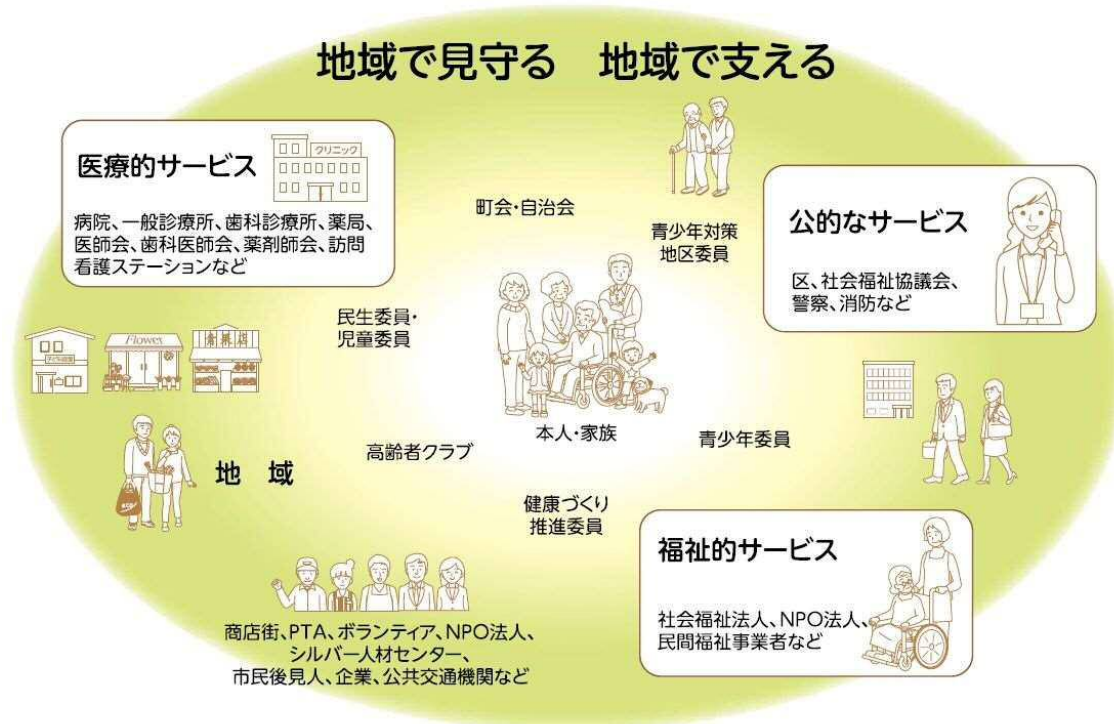 地域で見守る　地域で支える
医療的サービス
クリニック
病院、一般診療所、歯科診療所、薬局、
医師会、歯科医師会、薬剤師会、訪問
看護ステーションなど
町会・自治会
青少年対策
地区委員
公的なサービス
区、社会福祉協議会、
警察、消防など
民生委員・
児童委員
Flower
本人・家族
青少年委員
高齢者クラブ
地　域
健康づくり
推進委員
福祉的サービス
社会福祉法人、NPO法人、
民間福祉事業者など
商店街、PTA、ボランティア、NPO法人、
シルバー人材センター、
市民後見人、企業、公共交通機関など